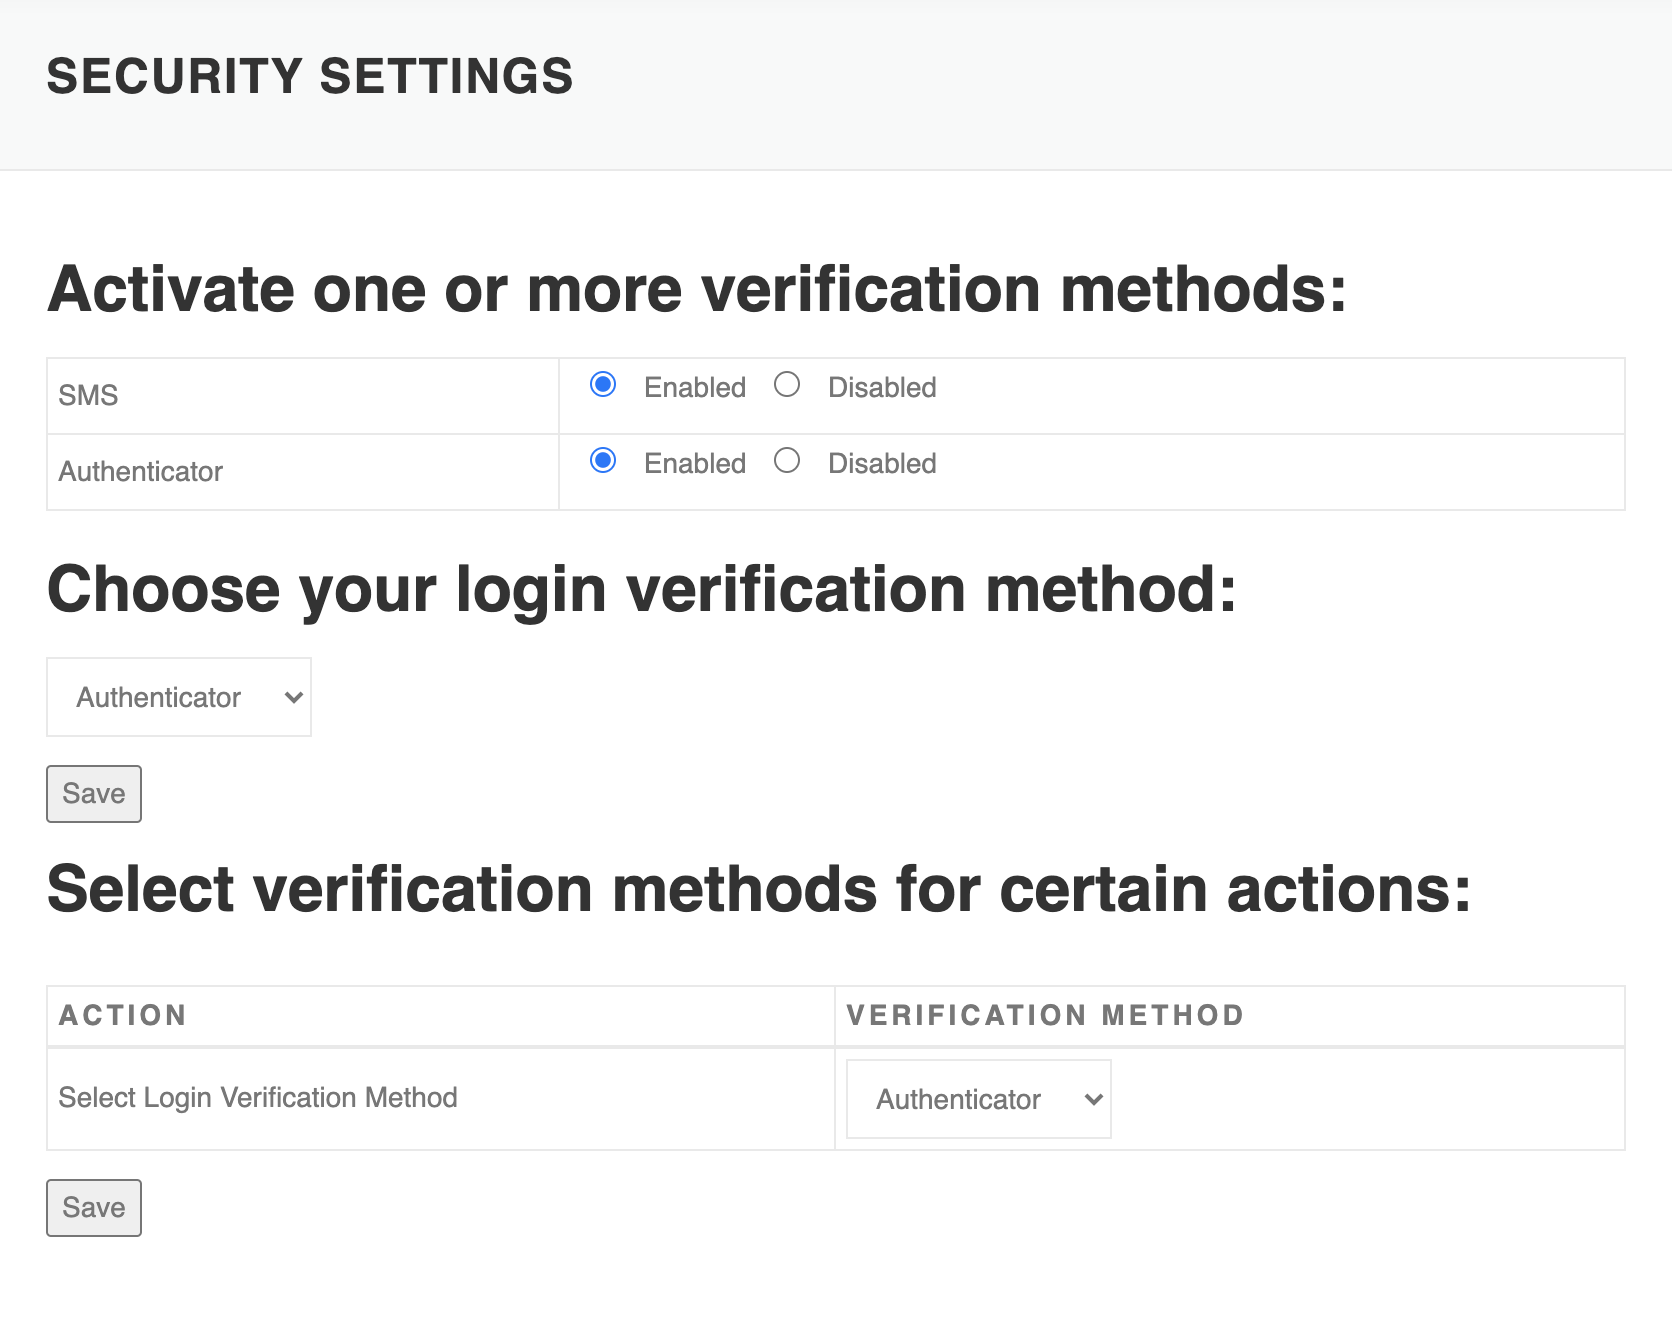 SECURITY SETTINGS
Activate one or more verification methods:
SMS Enabled Disabled
Authenticator Enabled Disabled
Choose your login verification method:
Authenticator
Save
Select verification methods for certain actions:
ACTION VERIFICATION METHOD
Select Login Verification Method Authenticator
Save